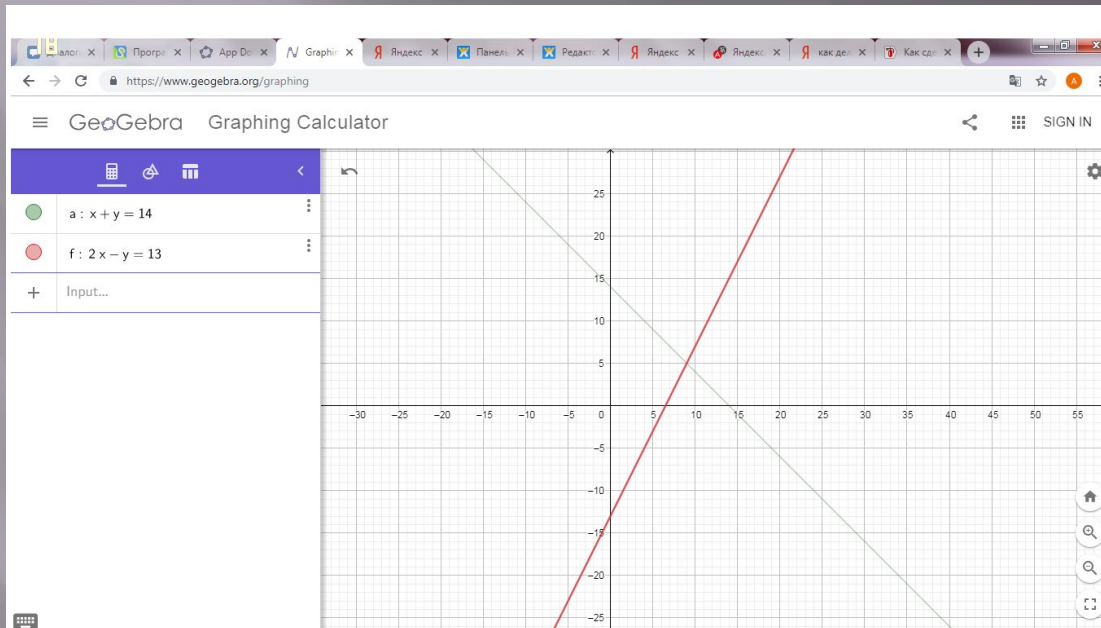 Програ
App Do
Graphin
Яндекс
Панель
Редакто
Яндекс
Яндекс
как дел
Как сде
https://www.geogebra.org/graphing
A
GeoGebra Graphing Calculator
SIGN IN
a : x + y = 14
f : 2 x − y = 13
Input...
25
20
15
10
5
−30 −25 −20 −15 −10 −5 0 5 10 15 20 25 30 35 40 45 50 55
−5
−10
−15
−20
−25